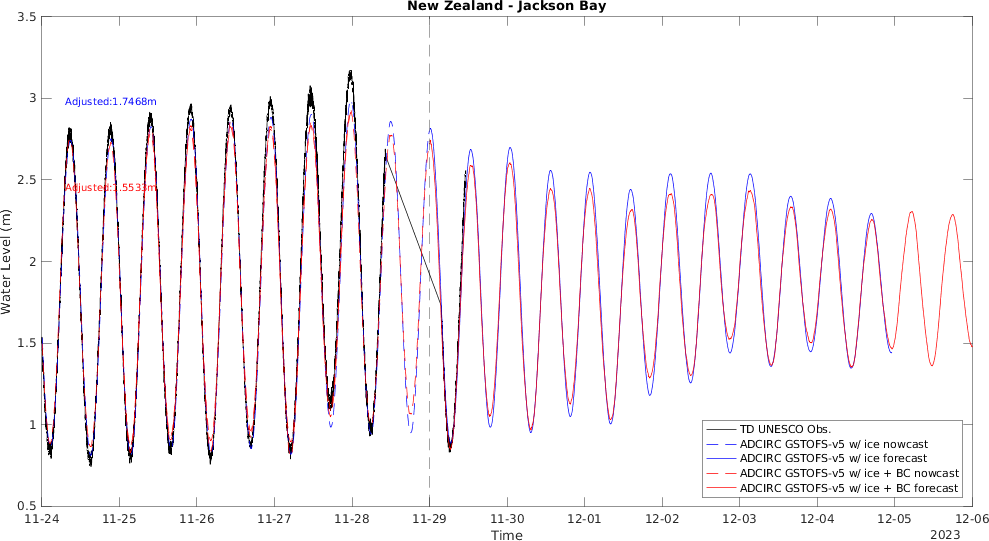 New Zealand - Jackson Bay
3.5
3
2.5
2
1.5
1
0.5
Water Level (m)
Adjusted:1.7468m
Adjusted:1.5533m
TD UNESCO Obs.
ADCIRC GSTOFS-v5 w/ ice nowcast
ADCIRC GSTOFS-v5 w/ ice forecast
ADCIRC GSTOFS-v5 w/ ice + BC nowcast
ADCIRC GSTOFS-v5 w/ ice + BC forecast
11-24 11-25 11-26 11-27 11-28 11-29 11-30 12-01 12-02 12-03 12-04 12-05 12-06
Time
2023